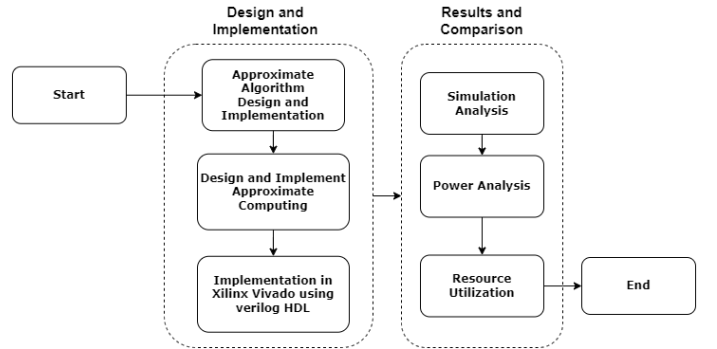 Design and
Implementation
Results and
Comparison
Start
Approximate
Algorithm
Design and
Implementation
Design and Implement
Approximate
Computing
Implementation in
Xilinx Vivado using
verilog HDL
Simulation
Analysis
Power Analysis
Resource
Utilization
End